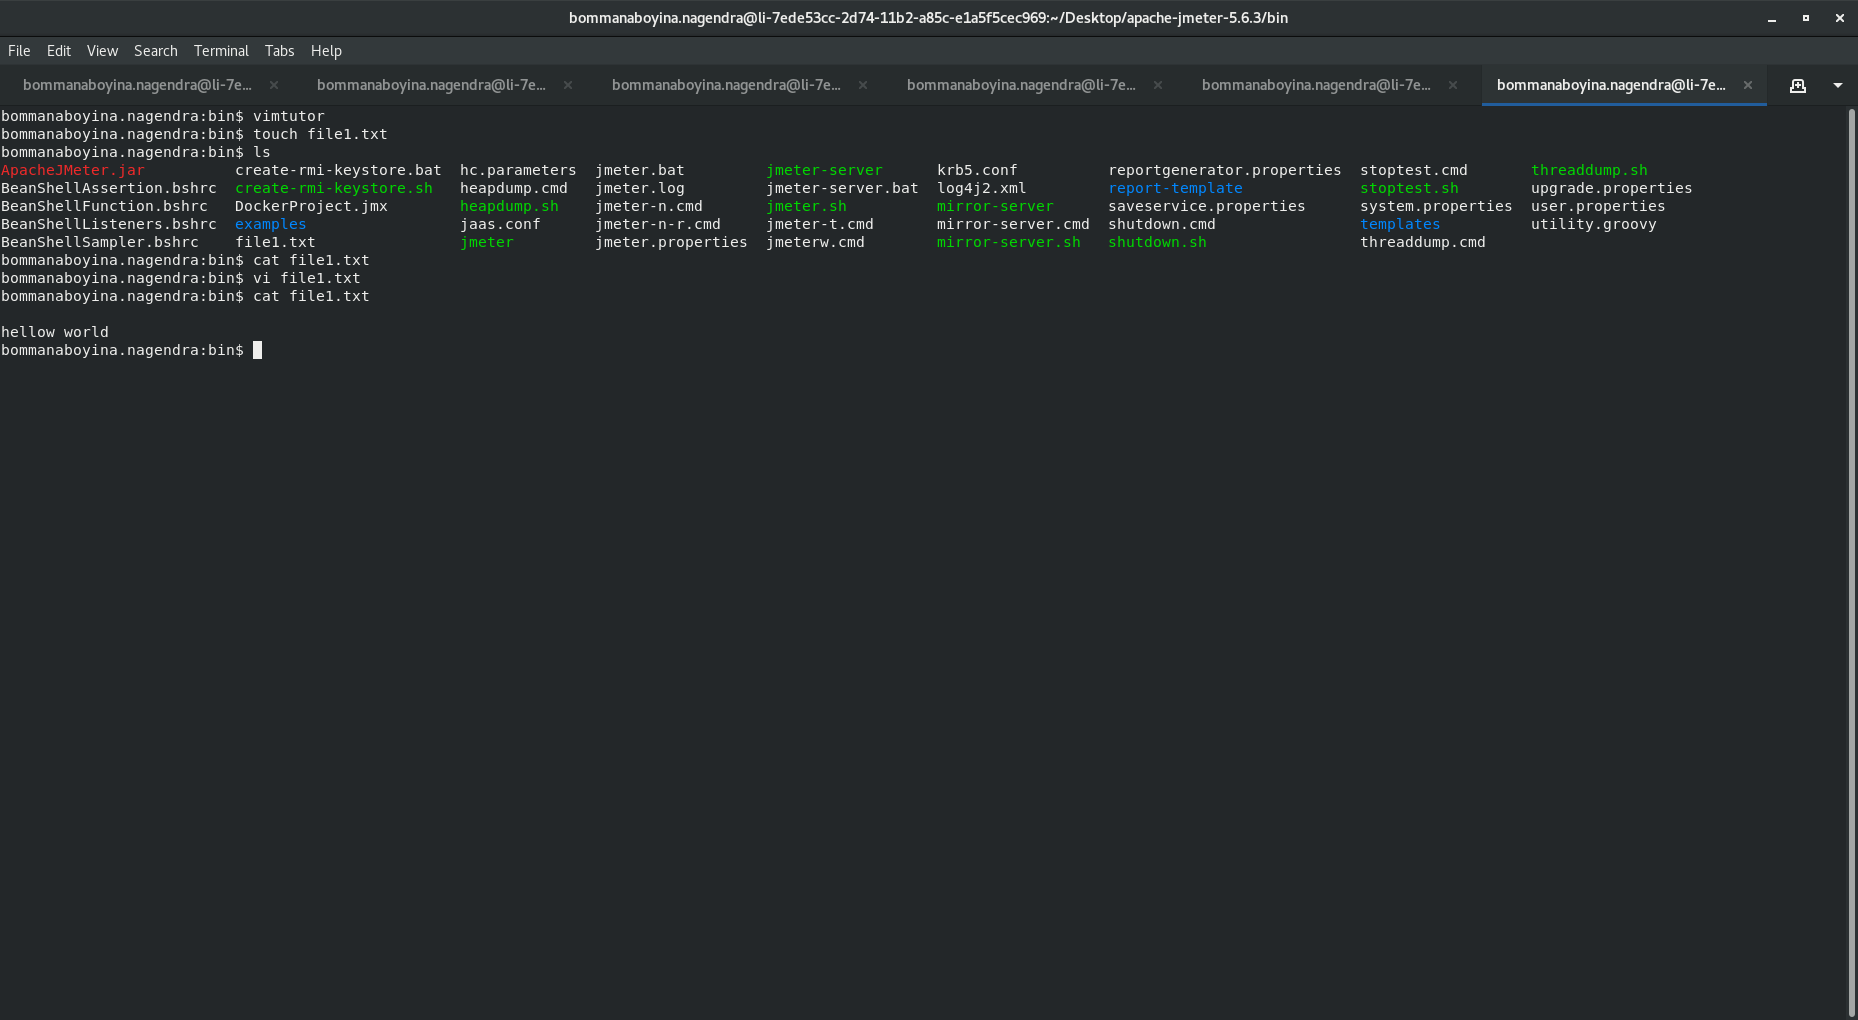 bommanaboyina.nagendra@li-7ede53cc-2d74-11b2-a85c-e1a5f5cec969:~/Desktop/apache-jmeter-5.6.3/bin
File Edit View Search Terminal Tabs Help
bommanaboyina.nagendra@li-7e... bommanaboyina.nagendra@li-7e... bommanaboyina.nagendra@li-7e... bommanaboyina.nagendra@li-7e... bommanaboyina.nagendra@li-7e... bommanaboyina.nagendra@li-7e...
bommanaboyina.nagendra:bin$ vimtutor
bommanaboyina.nagendra:bin$ touch file1.txt
bommanaboyina.nagendra:bin$ ls
ApacheJMeter.jar create-rmi-keystore.bat hc.parameters jmeter.bat jmeter-server krb5.conf reportgenerator.properties stoptest.cmd threaddump.sh
BeanShellAssertion.bshrc create-rmi-keystore.sh heapdump.cmd jmeter.log jmeter-server.bat log4j2.xml report-template stoptest.sh upgrade.properties
BeanShellFunction.bshrc DockerProject.jmx heapdump.sh jmeter-n.cmd jmeter.sh mirror-server saveservice.properties system.properties user.properties
BeanShellListeners.bshrc examples jaas.conf jmeter-n-r.cmd jmeter-t.cmd mirror-server.cmd shutdown.cmd templates utility.groovy
BeanShellSampler.bshrc file1.txt jmeter jmeter.properties jmeterw.cmd mirror-server.sh shutdown.sh threaddump.cmd
bommanaboyina.nagendra:bin$ cat file1.txt
bommanaboyina.nagendra:bin$ vi file1.txt
bommanaboyina.nagendra:bin$ cat file1.txt
hellow world
bommanaboyina.nagendra:bin$